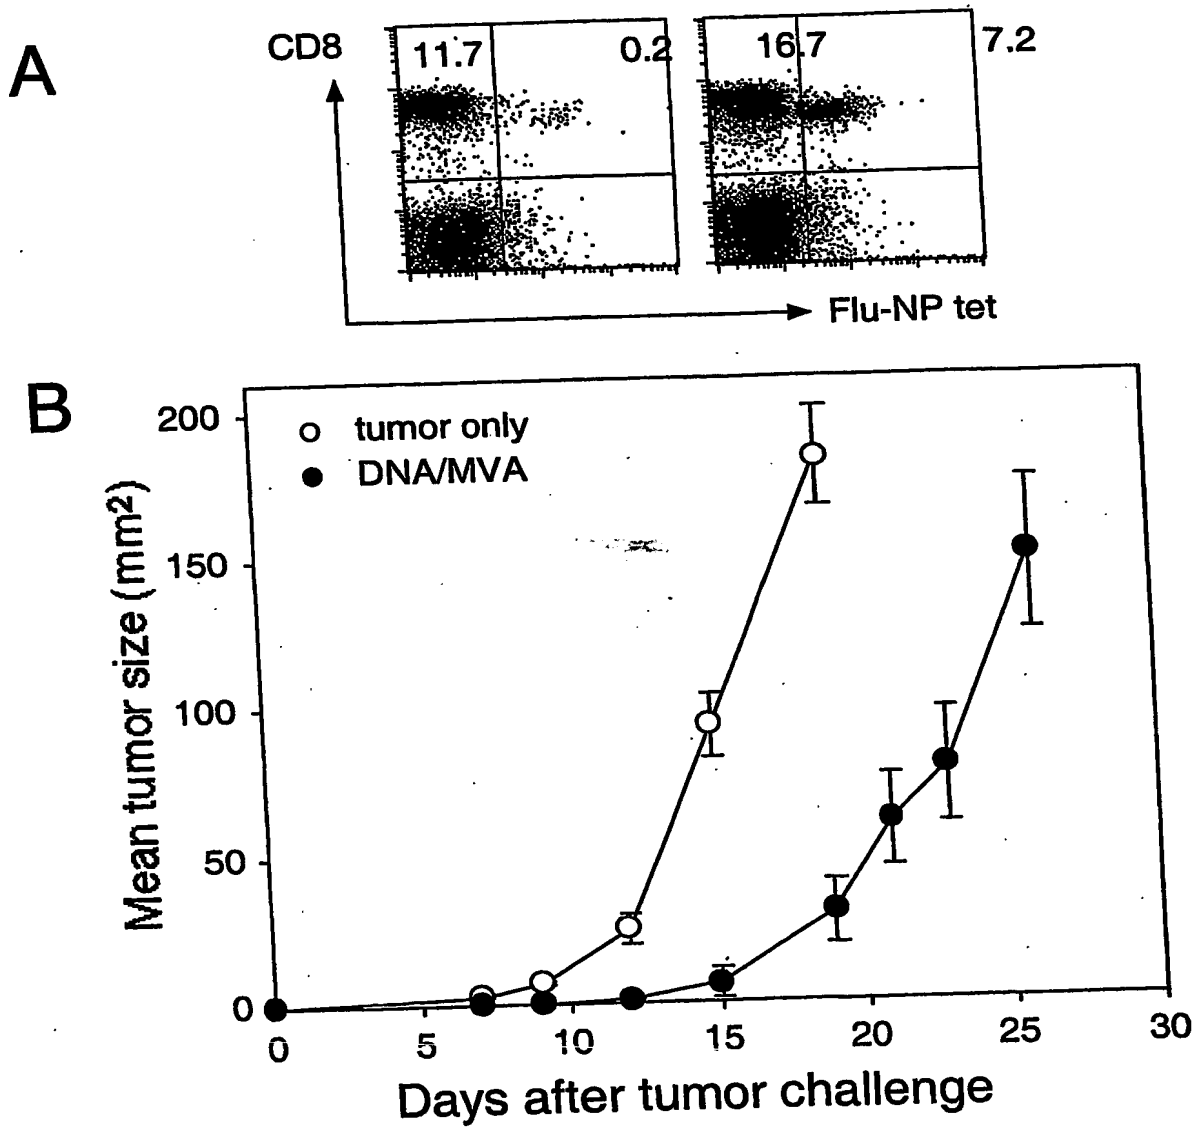 A
CD8
11.7
0.2
16.7
7.2
Flu-NP tet
B
tumor only
DNA/MVA
Mean tumor size (mm²)
200
150
100
50
0
0 5 10 15 20 25 30
Days after tumor challenge